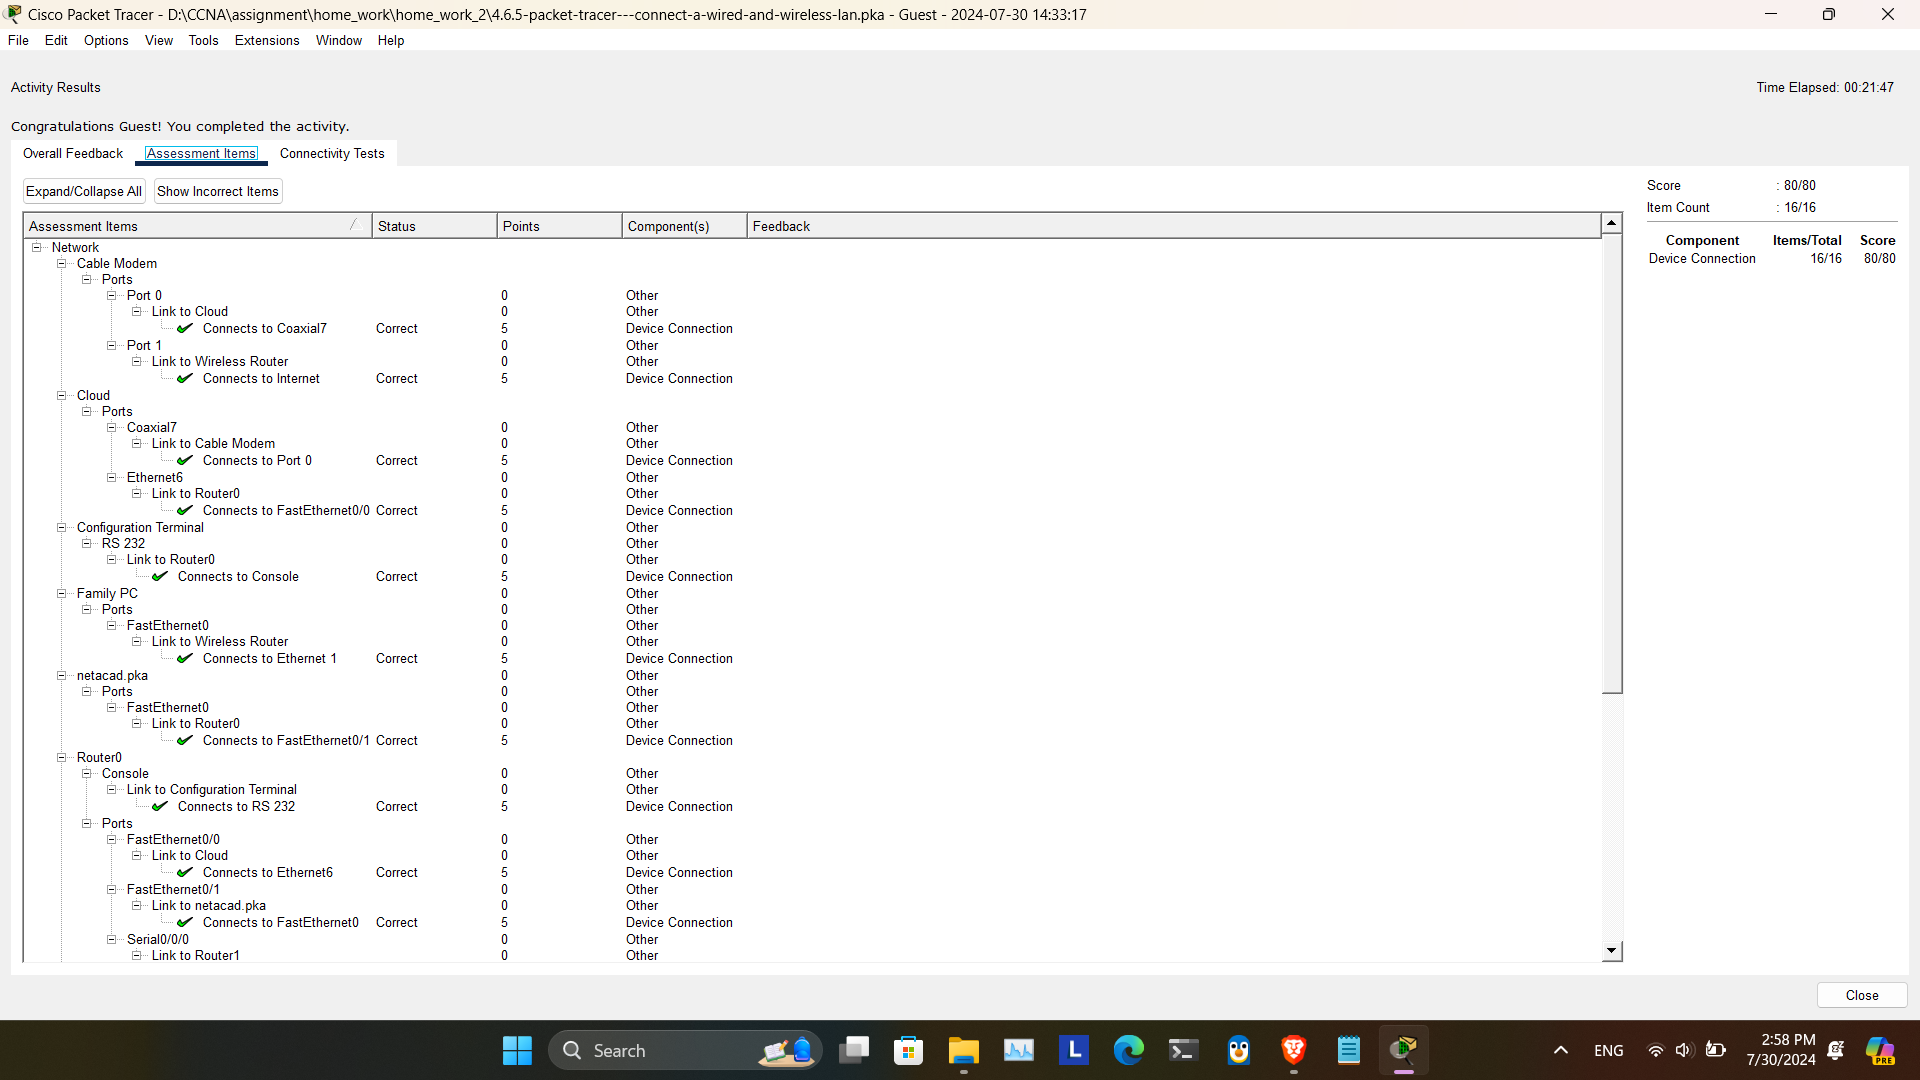 Cisco Packet Tracer - D:\CCNA\assignment\home_work\home_work_2\4.6.5-packet-tracer---connect-a-wired-and-wireless-lan.pka - Guest - 2024-07-30 14:33:17
File Edit Options View Tools Extensions Window Help
Activity Results Time Elapsed: 00:21:47
Congratulations Guest! You completed the activity.
Overall Feedback Assessment Items Connectivity Tests
Expand/Collapse All Show Incorrect Items
Score : 80/80
Item Count : 16/16
Component Items/Total Score
Device Connection 16/16 80/80
Assessment Items Status Points Component(s) Feedback
Network
Cable Modem
Ports
Port 0 0 Other
Link to Cloud 0 Other
Connects to Coaxial7 Correct 5 Device Connection
Port 1 0 Other
Link to Wireless Router 0 Other
Connects to Internet Correct 5 Device Connection
Cloud
Ports
Coaxial7 0 Other
Link to Cable Modem 0 Other
Connects to Port 0 Correct 5 Device Connection
Ethernet6 0 Other
Link to Router0 0 Other
Connects to FastEthernet0/0 Correct 5 Device Connection
Configuration Terminal 0 Other
RS 232 0 Other
Link to Router0 0 Other
Connects to Console Correct 5 Device Connection
Family PC 0 Other
Ports 0 Other
FastEthernet0 0 Other
Link to Wireless Router 0 Other
Connects to Ethernet 1 Correct 5 Device Connection
netacad.pka 0 Other
Ports 0 Other
FastEthernet0 0 Other
Link to Router0 0 Other
Connects to FastEthernet0/1 Correct 5 Device Connection
Router0
Console 0 Other
Link to Configuration Terminal 0 Other
Connects to RS 232 Correct 5 Device Connection
Ports
FastEthernet0/0 0 Other
Link to Cloud 0 Other
Connects to Ethernet6 Correct 5 Device Connection
FastEthernet0/1 0 Other
Link to netacad.pka 0 Other
Connects to FastEthernet0 Correct 5 Device Connection
Serial0/0/0 0 Other
Link to Router1 0 Other
Close
Search
L
ENG
2:58 PM
7/30/2024
PRE